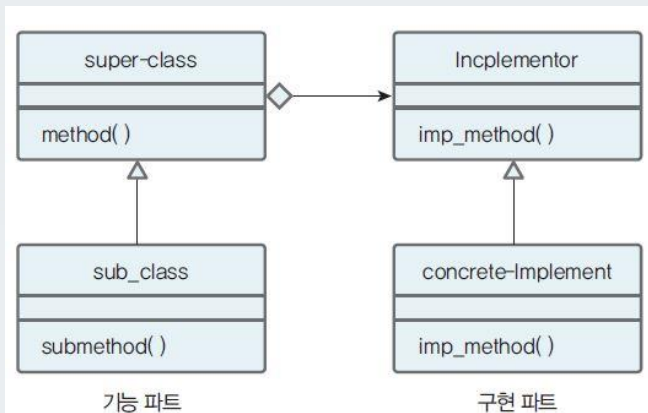 super-class
Incplementor
method( )
imp_method( )
sub_class
concrete-Implement
submethod( )
imp_method( )
기능 파트
구현 파트